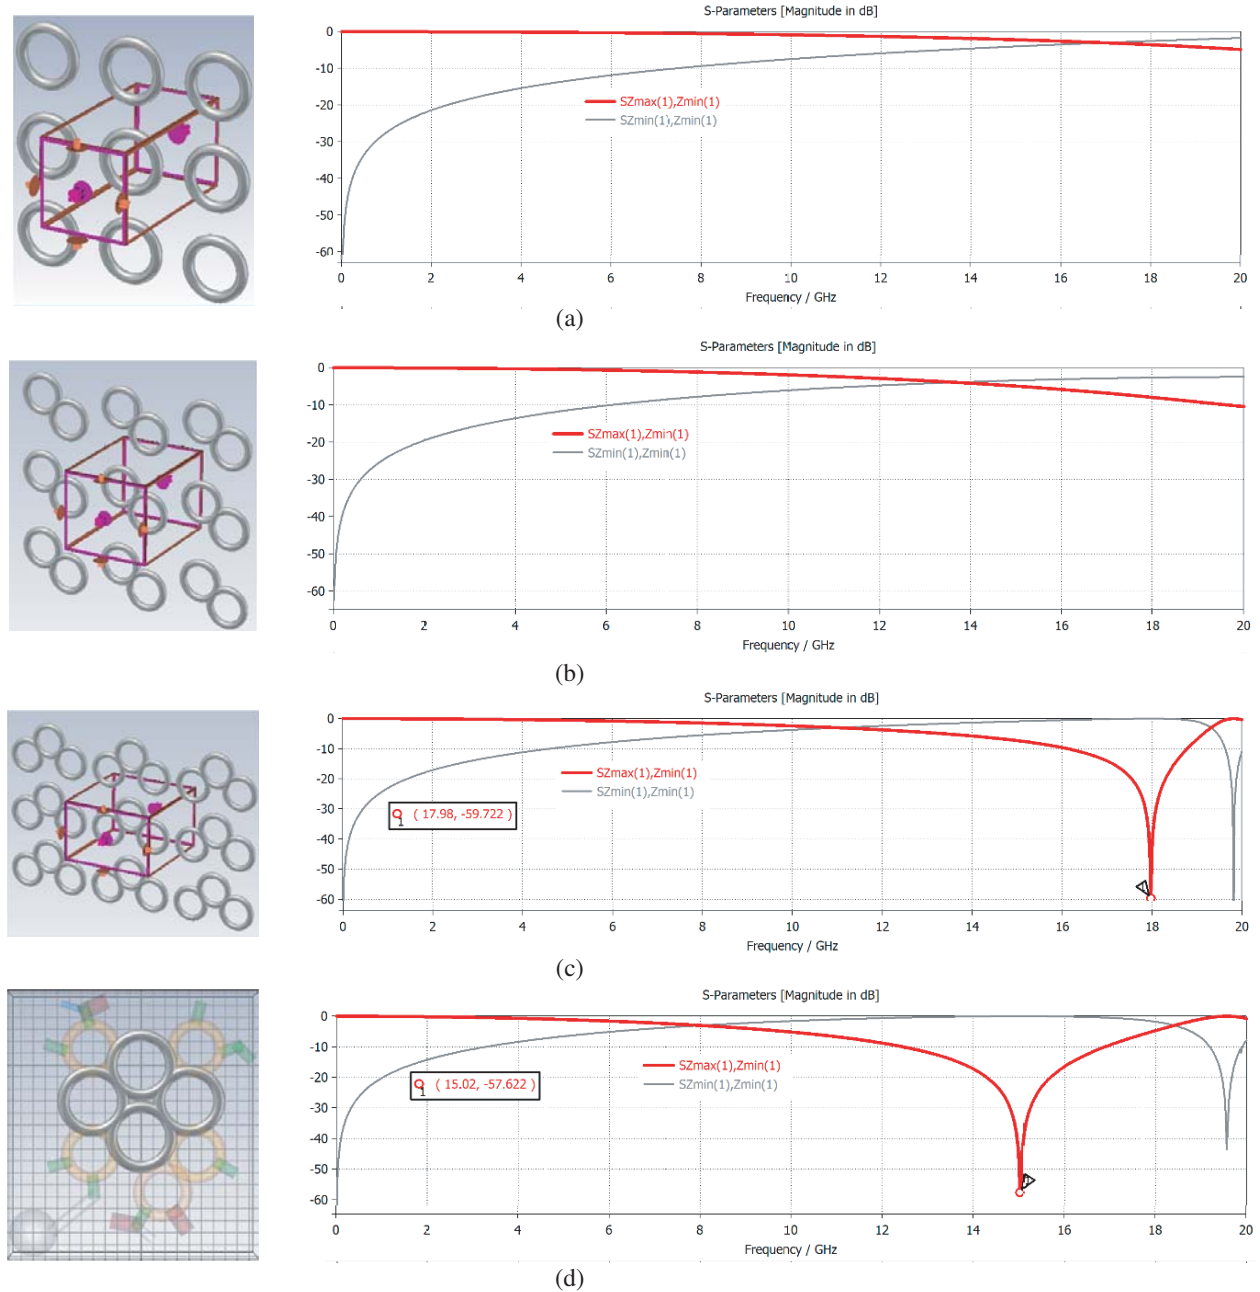 S-Parameters [Magnitude in dB]
0
-10
-20
-30
-40
-50
-60
SZmax(1),Zmin(1)
SZmin(1),Zmin(1)
0 2 4 6 8 10 12 14 16 18 20
Frequency / GHz
(a)
S-Parameters [Magnitude in dB]
0
-10
-20
-30
-40
-50
-60
SZmax(1),Zmin(1)
SZmin(1),Zmin(1)
0 2 4 6 8 10 12 14 16 18 20
Frequency / GHz
(b)
S-Parameters [Magnitude in dB]
0
-10
-20
-30
-40
-50
-60
SZmax(1),Zmin(1)
SZmin(1),Zmin(1)
1 ( 17.98, -59.722 )
1
0 2 4 6 8 10 12 14 16 18 20
Frequency / GHz
(c)
S-Parameters [Magnitude in dB]
0
-10
-20
-30
-40
-50
-60
SZmax(1),Zmin(1)
SZmin(1),Zmin(1)
1 ( 15.02, -57.622 )
1
0 2 4 6 8 10 12 14 16 18 20
Frequency / GHz
(d)